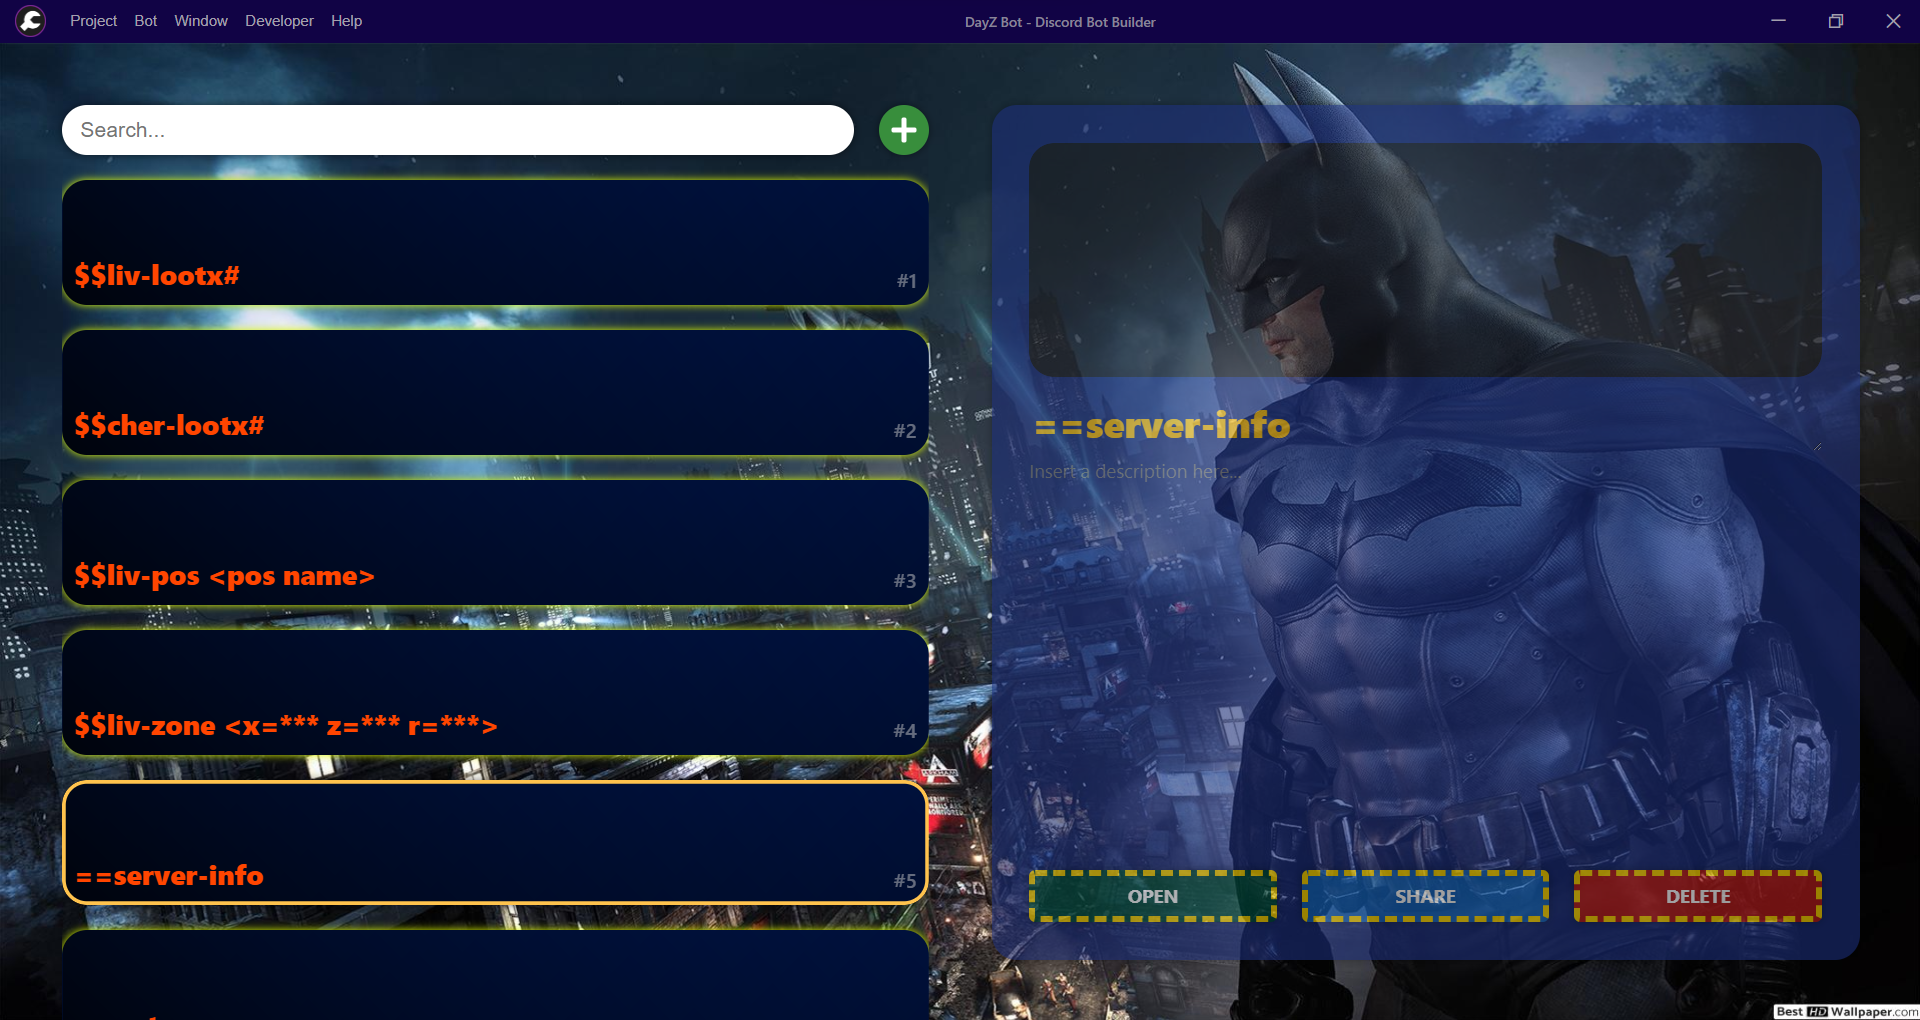 Project Bot Window Developer Help
DayZ Bot - Discord Bot Builder
Search...
$$liv-lootx#
#1
$$cher-lootx#
#2
$$liv-pos <pos name>
#3
$$liv-zone <x=*** z=*** r=***>
#4
==server-info
#5
==server-info
Insert a description here...
OPEN
SHARE
DELETE
Best HD Wallpaper.com